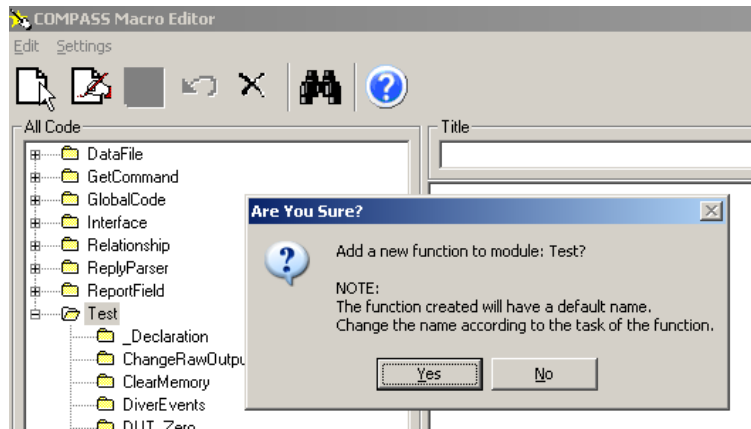 COMPASS Macro Editor
Edit Settings
All Code
Title
DataFile
GetCommand
GlobalCode
Interface
Relationship
ReplyParser
ReportField
Test
_Declaration
ChangeRawOutpu
ClearMemory
DiverEvents
DUT_Zero
Are You Sure?
Add a new function to module: Test?
NOTE:
The function created will have a default name.
Change the name according to the task of the function.
Yes
No